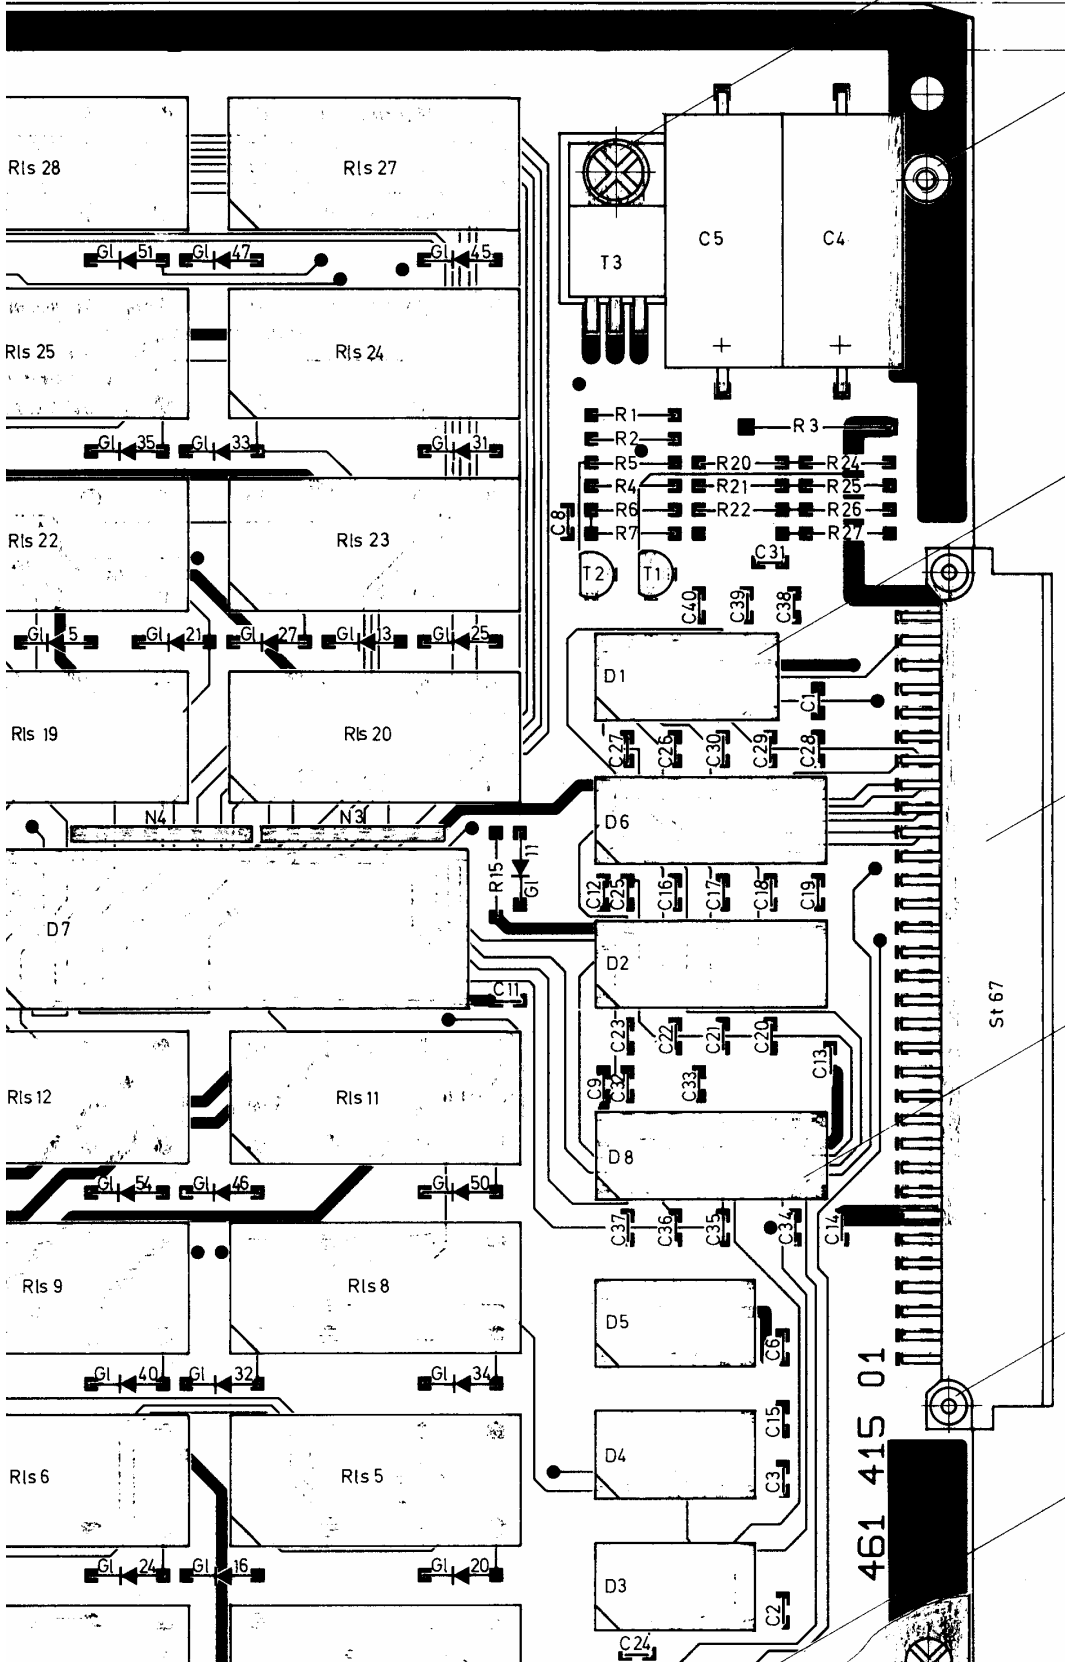 Rls 28
Rls 27
C5
C4
T3
Gl 51
Gl 47
Gl 45
Rls 25
Rls 24
R1
R2
R3
Gl 35
Gl 33
Gl 31
R5
R20
R24
R4
R21
R25
R6
R22
R26
C8
R7
R27
Rls 22
Rls 23
C31
T2
T1
C40
C39
C38
Gl 5
Gl 21
Gl 27
Gl 13
Gl 25
D1
C1
Rls 19
Rls 20
C27
C26
C30
C29
C28
N4
N3
D6
R15
Gl 11
C12
C25
C16
C17
C18
C19
D7
D2
C11
St 67
C23
C22
C21
C20
C13
C9
C32
C33
Rls 12
Rls 11
D8
Gl 54
Gl 46
Gl 50
C37
C36
C35
C34
C14
Rls 9
Rls 8
D5
C6
Gl 40
Gl 32
Gl 34
C15
D4
C3
Rls 6
Rls 5
461 415 01
Gl 24
Gl 16
Gl 20
D3
C2
C24